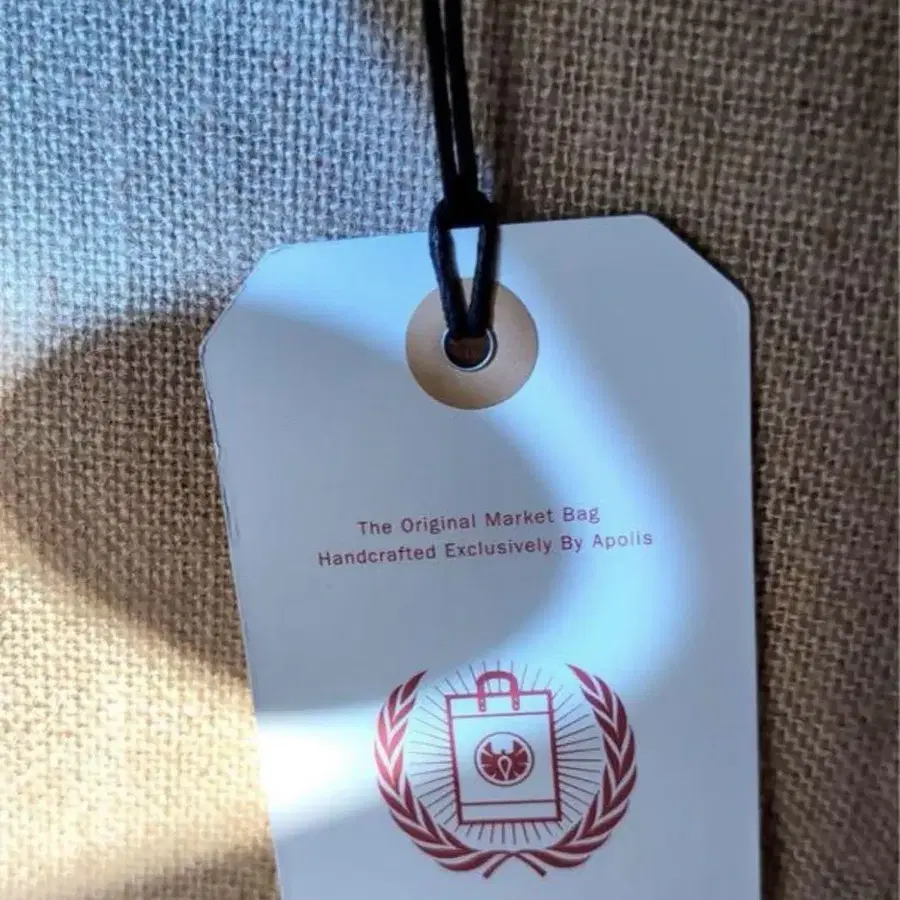 The Original Market Bag
Handcrafted Exclusively By Apolis